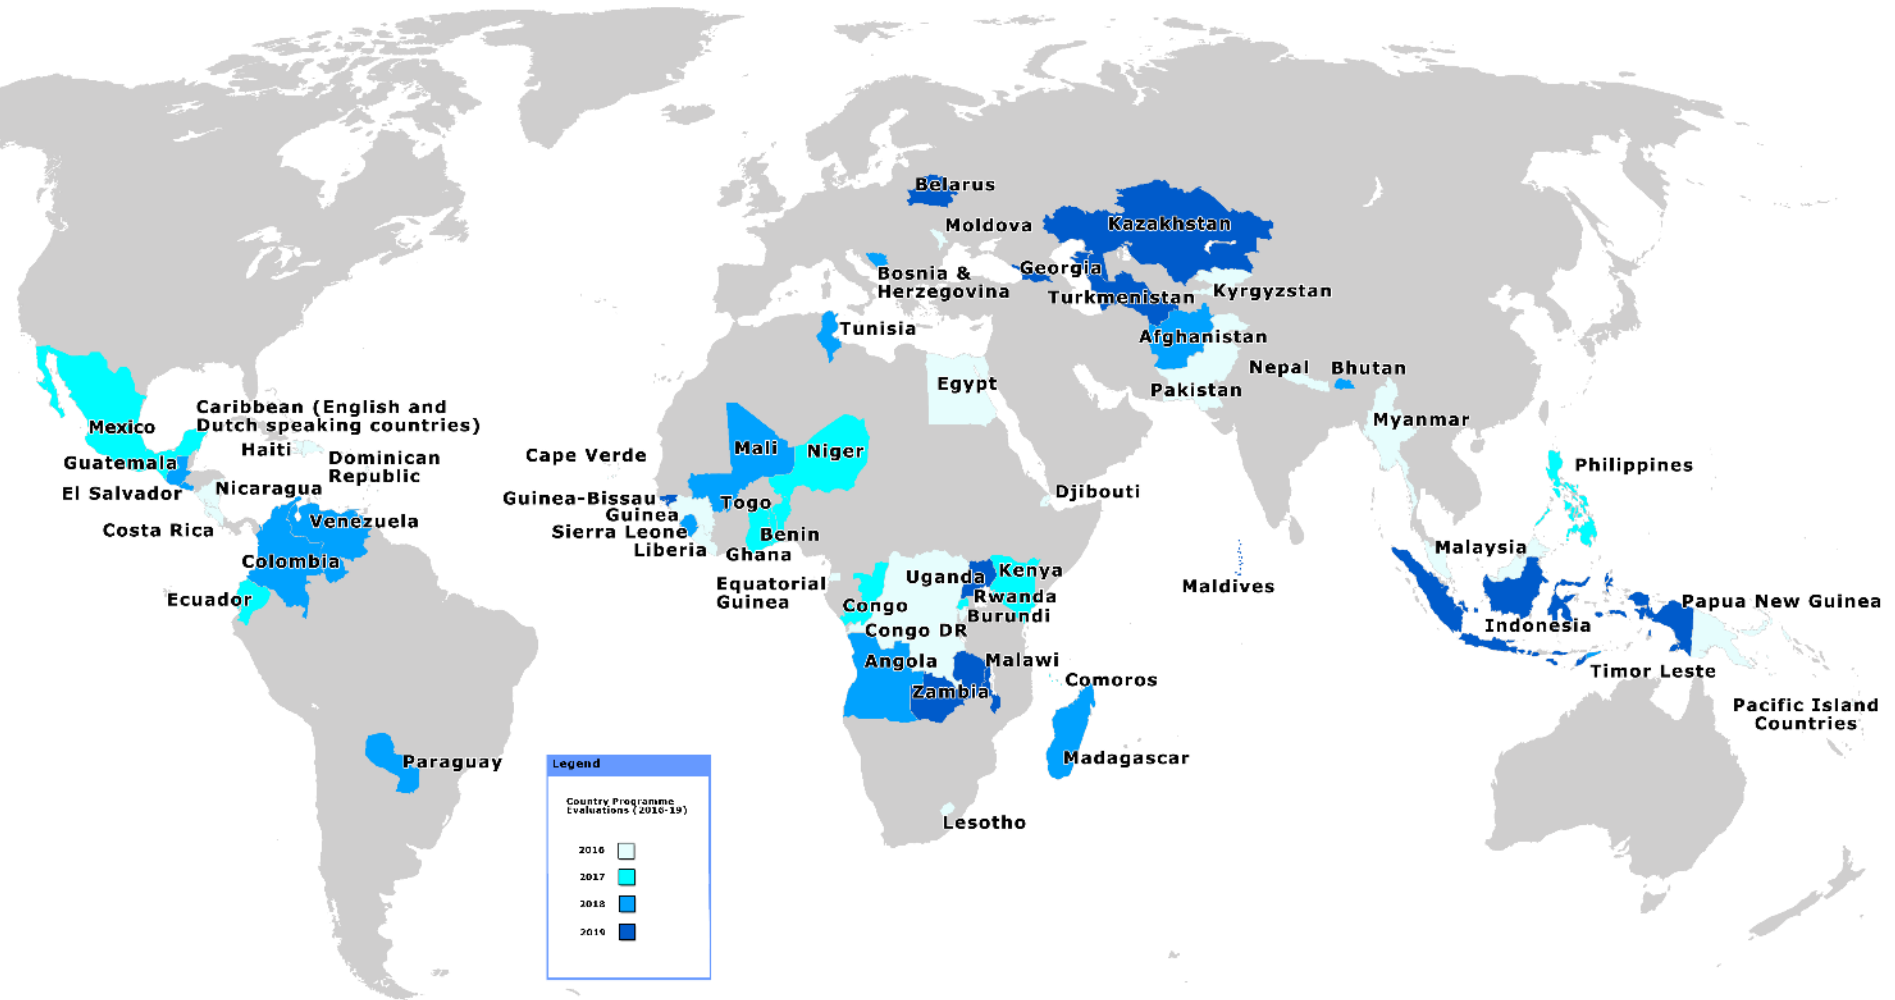 Belarus
Moldova
Kazakhstan
Bosnia &
Herzegovina
Georgia
Turkmenistan
Kyrgyzstan
Tunisia
Afghanistan
Egypt
Nepal
Bhutan
Pakistan
Caribbean (English and
Dutch speaking countries)
Mexico
Haiti
Dominican
Republic
Guatemala
El Salvador
Nicaragua
Costa Rica
Venezuela
Colombia
Ecuador
Paraguay
Cape Verde
Mali
Niger
Guinea-Bissau
Guinea
Togo
Sierra Leone
Liberia
Benin
Ghana
Djibouti
Myanmar
Philippines
Malaysia
Maldives
Equatorial
Guinea
Uganda
Kenya
Rwanda
Burundi
Congo
Congo DR
Angola
Malawi
Zambia
Comoros
Madagascar
Lesotho
Papua New Guinea
Indonesia
Timor Leste
Pacific Island
Countries
Legend
Country Programme
Evaluations (2016-19)
2016
2017
2018
2019